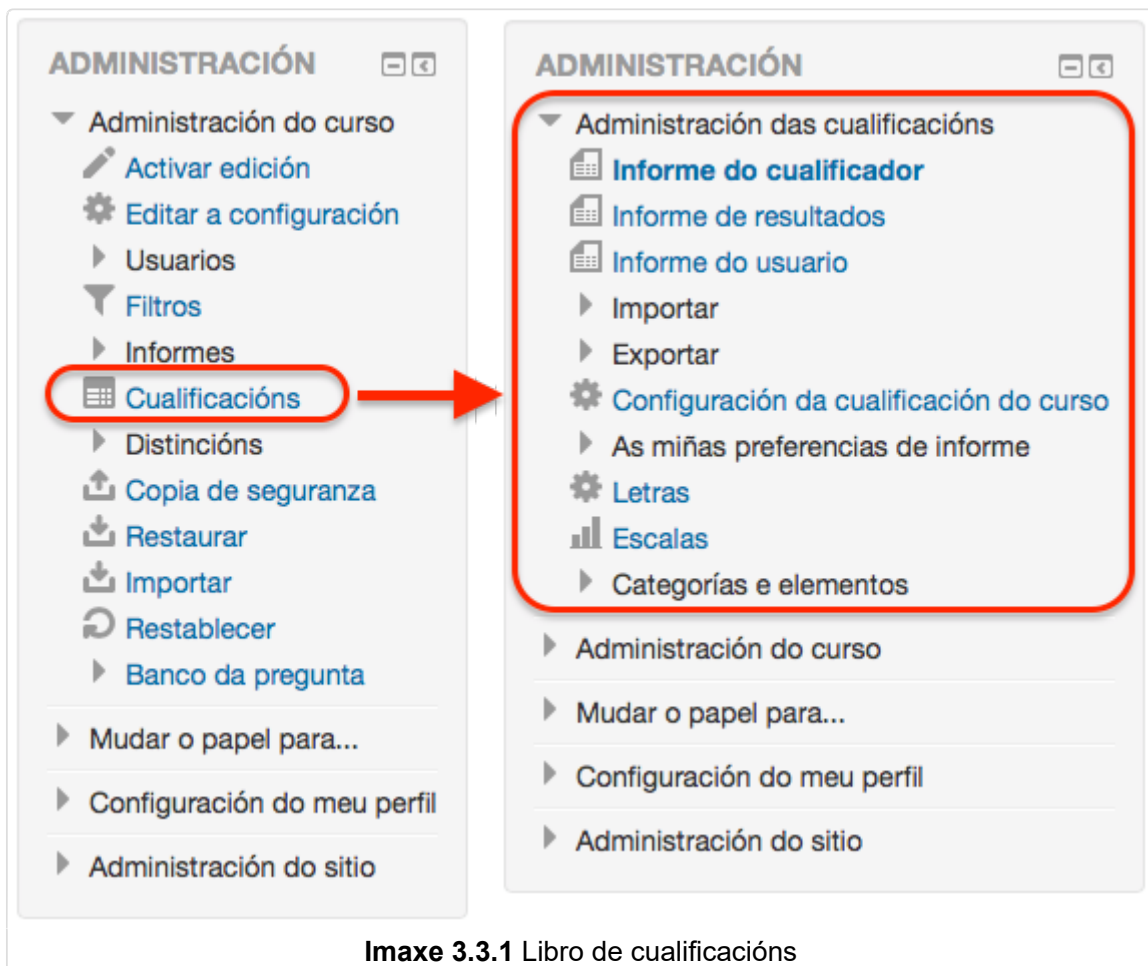 ADMINISTRACIÓN
Administración do curso
Activar edición
Editar a configuración
Usuarios
Filtros
Informes
Cualificacións
Distincións
Copia de seguranza
Restaurar
Importar
Restablecer
Banco da pregunta
Mudar o papel para...
Configuración do meu perfil
Administración do sitio
ADMINISTRACIÓN
Administración das cualificacións
Informe do cualificador
Informe de resultados
Informe do usuario
Importar
Exportar
Configuración da cualificación do curso
As miñas preferencias de informe
Letras
Escalas
Categorías e elementos
Administración do curso
Mudar o papel para...
Configuración do meu perfil
Administración do sitio
Imaxe 3.3.1 Libro de cualificacións